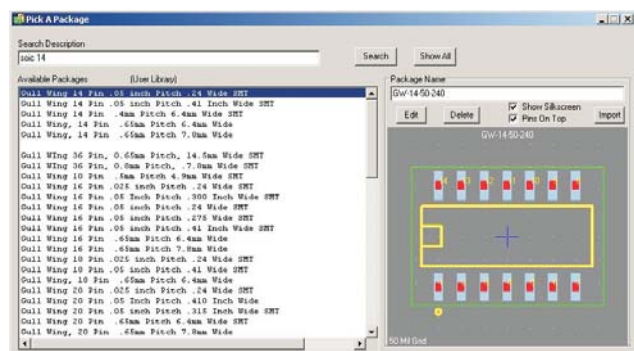 Pick A Package
Search Description
soic 14
Search
Show All
Available Packages (User Library)
Gull Wing 14 Pin .05 inch Pitch .24 Wide SMT
Gull Wing 14 Pin .05 inch Pitch .41 Inch Wide SMT
Gull Wing 14 Pin .4mm Pitch 6.4mm Wide SMT
Gull Wing, 14 Pin .65mm Pitch 6.4mm Wide
Gull Wing, 14 Pin .65mm Pitch 7.8mm Wide
Gull WIng 36 Pin, 0.65mm Pitch, 14.5mm Wide SMT
Gull WIng 36 Pin, 0.8mm Pitch, .7.8mm Wide SMT
Gull Wing 10 Pin .5mm Pitch 4.9mm Wide SMT
Gull Wing 16 Pin .025 inch Pitch .24 Wide SMT
Gull Wing 16 Pin .05 Inch Pitch .300 Inch Wide SMT
Gull Wing 16 Pin .05 inch Pitch .24 Wide SMT
Gull Wing 16 Pin .05 inch Pitch .275 Wide SMT
Gull Wing 16 Pin .05 inch Pitch .41 Inch Wide SMT
Gull Wing 16 Pin .65mm Pitch 6.4mm Wide
Gull Wing 16 Pin .65mm Pitch 7.8mm Wide
Gull Wing 18 Pin .025 inch Pitch .24 Wide SMT
Gull Wing 18 Pin .05 inch Pitch .41 Wide SMT
Gull Wing, 18 Pin .65mm Pitch 6.4mm Wide
Gull Wing 20 Pin .025 inch Pitch .24 Wide SMT
Gull Wing 20 Pin .05 Inch Pitch .410 Inch Wide
Gull Wing 20 Pin .05 inch Pitch .315 Inch Wide SMT
Gull Wing 20 Pin .65mm Pitch 6.4mm Wide SMT
Gull Wing, 20 Pin .65mm Pitch 7.8mm Wide
Package Name
GW-14-50-240
Edit
Delete
Show Silkscreen
Pins On Top
Import
GW-14-50-240
50 Mil Grid